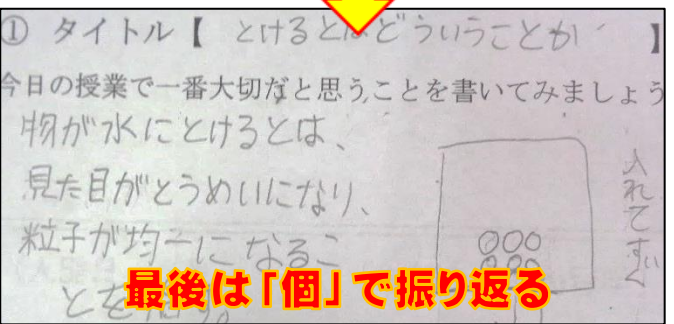 ① タイトル【 とけるとはどういうことか 】
今日の授業で一番大切だと思うことを書いてみましょう
物が水にとけるとは、
見た目がとうめいになり、
粒子が均一になるこ
とを
入れてすぐ
最後は「個」で振り返る